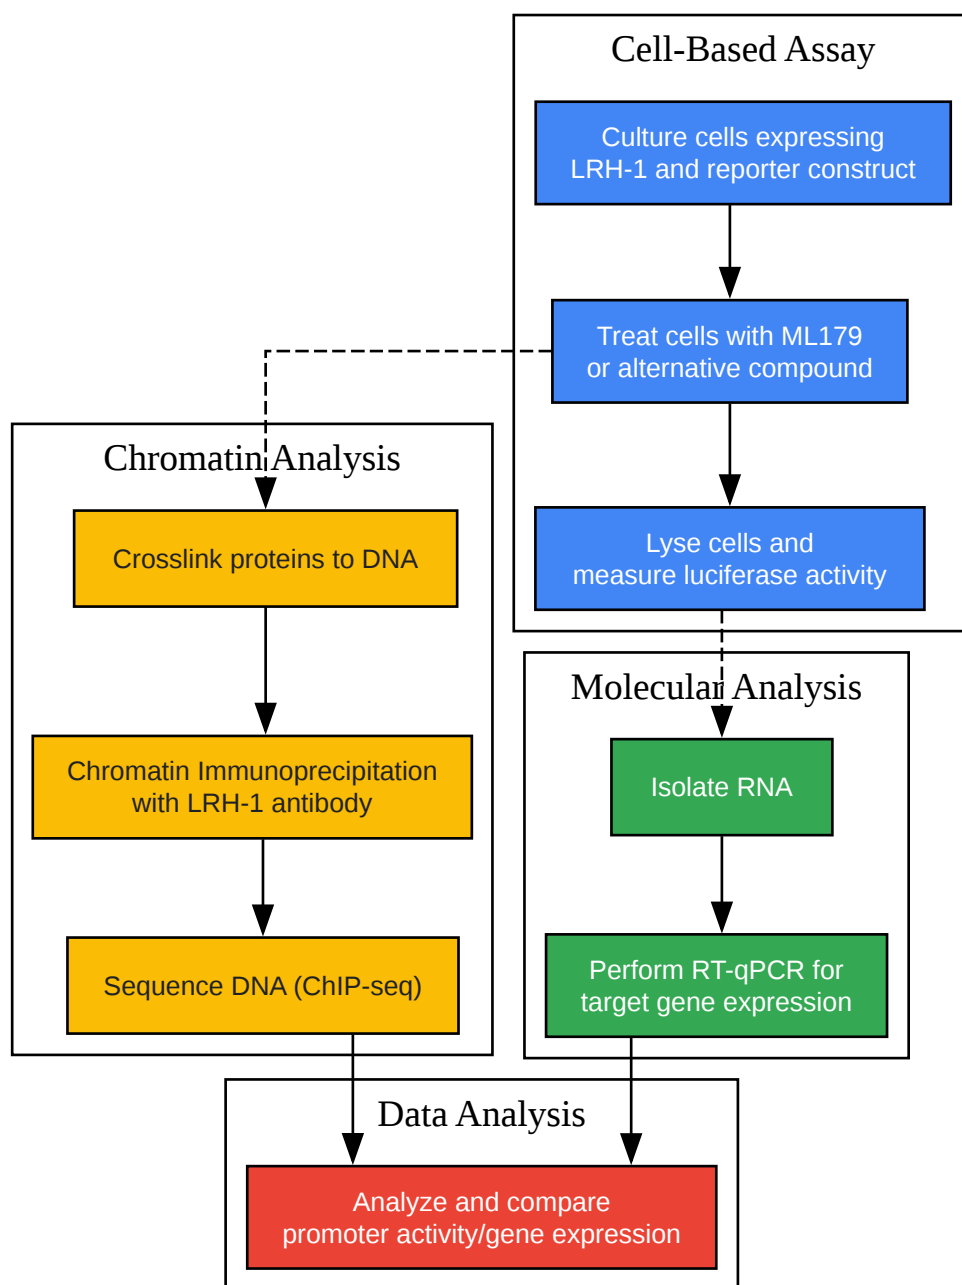 Cell-Based Assay
Culture cells expressing
LRH-1 and reporter construct
Treat cells with ML179
or alternative compound
Lyse cells and
measure luciferase activity
Chromatin Analysis
Crosslink proteins to DNA
Chromatin Immunoprecipitation
with LRH-1 antibody
Sequence DNA (ChIP-seq)
Molecular Analysis
Isolate RNA
Perform RT-qPCR for
target gene expression
Data Analysis
Analyze and compare
promoter activity/gene expression